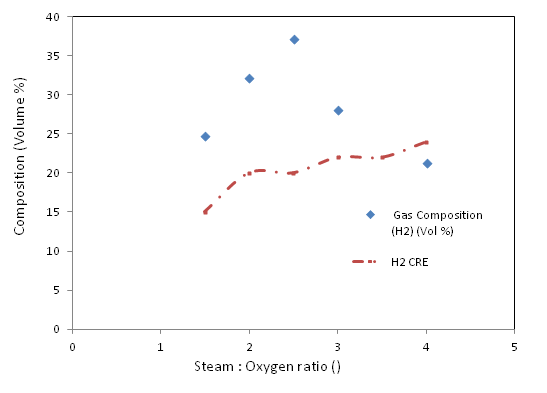 Composition (Volume %)
40
35
30
25
20
15
10
5
0
0 1 2 3 4 5
Steam : Oxygen ratio ()
Gas Composition
(H2) (Vol %)
H2 CRE